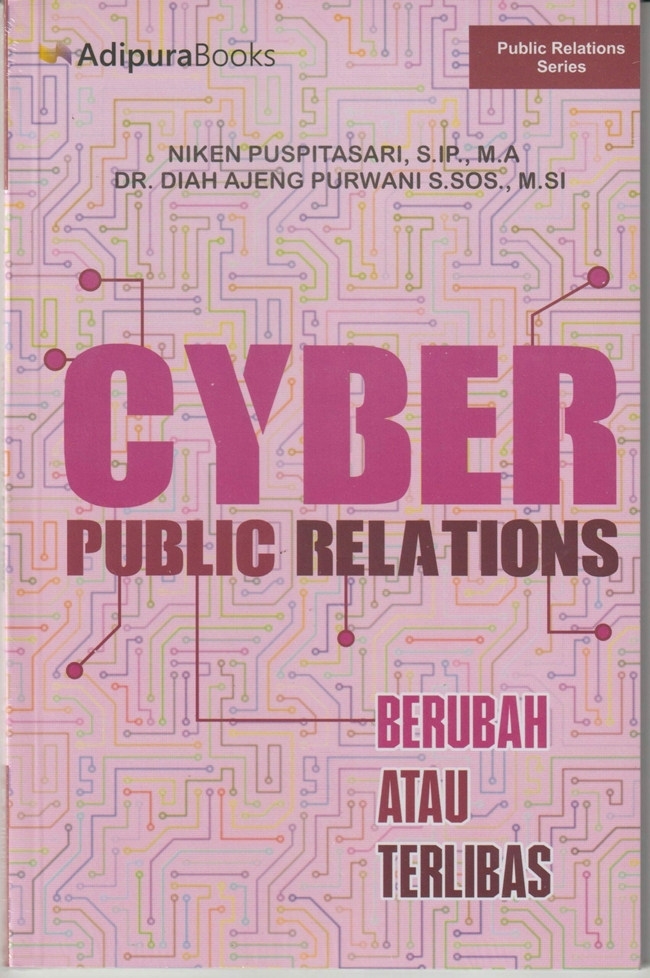 AdipuraBooks
Public Relations
Series
NIKEN PUSPITASARI, S.IP., M.A
DR. DIAH AJENG PURWANI S.SOS., M.SI
CYBER
PUBLIC RELATIONS
BERUBAH
ATAU
TERLIBAS